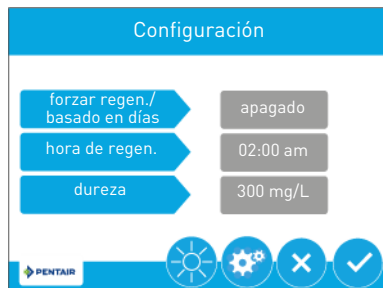 Configuración
forzar regen./
basado en días
apagado
hora de regen.
02:00 am
dureza
300 mg/L
PENTAIR